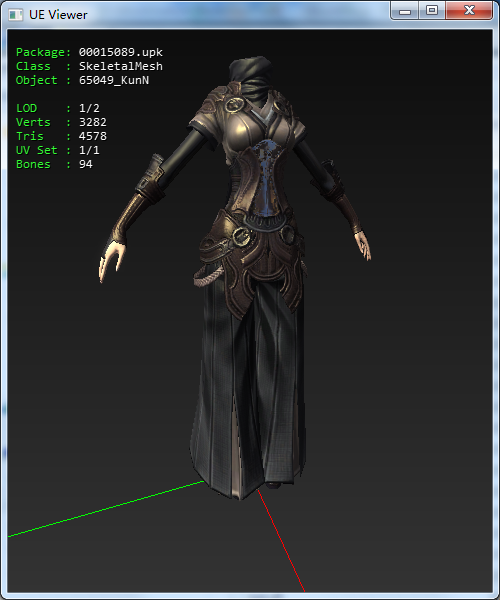 UE Viewer
Package: 00015089.upk
Class : SkeletalMesh
Object : 65049_KunN
LOD : 1/2
Verts : 3282
Tris : 4578
UV Set : 1/1
Bones : 94